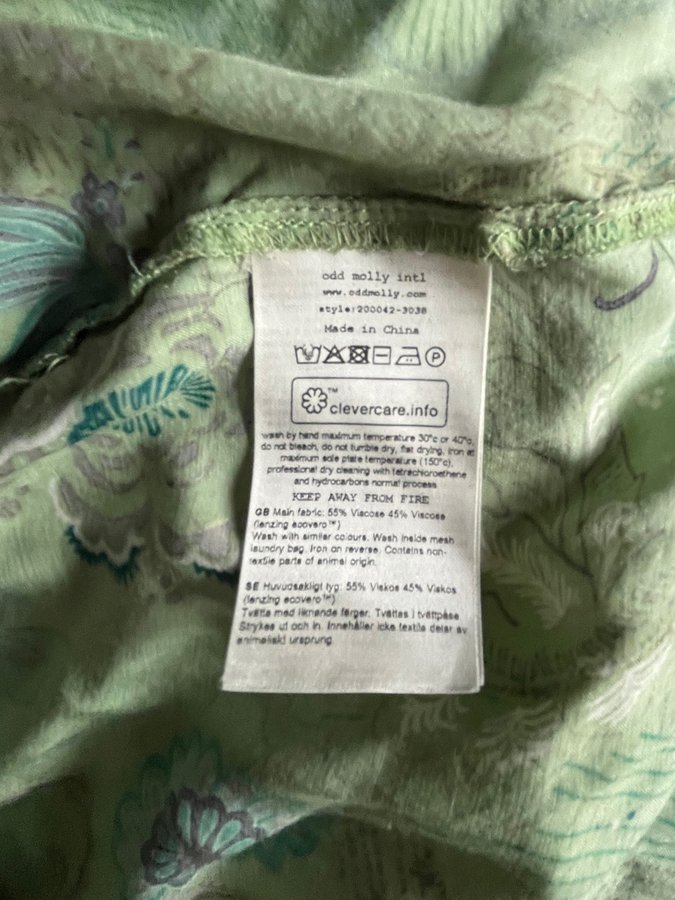 odd molly intl
www.oddmolly.com
style:200042-303B
Made in China
™
clevercare.info
wash by hand maximum temperature 30°c or 40°c,
do not bleach, do not tumble dry, flat drying, iron at
maximum sole plate temperature (150°c),
professional dry cleaning with tetrachloroethene
and hydrocarbons normal process
KEEP AWAY FROM FIRE
GB Main fabric: 55% Viscose 45% Viscose
(lenzing ecovero™)
Wash with similar colours. Wash inside mesh
laundry bag. Iron on reverse. Contains non-
textile parts of animal origin.
SE Huvudsakligt tyg: 55% Viskos 45% Viskos
(lenzing ecovero™)
Tvätta med liknande färger. Tvättas i tvättpåse.
Strykes ut och in. Innehåller icke textila delar av
animaliskt ursprung.